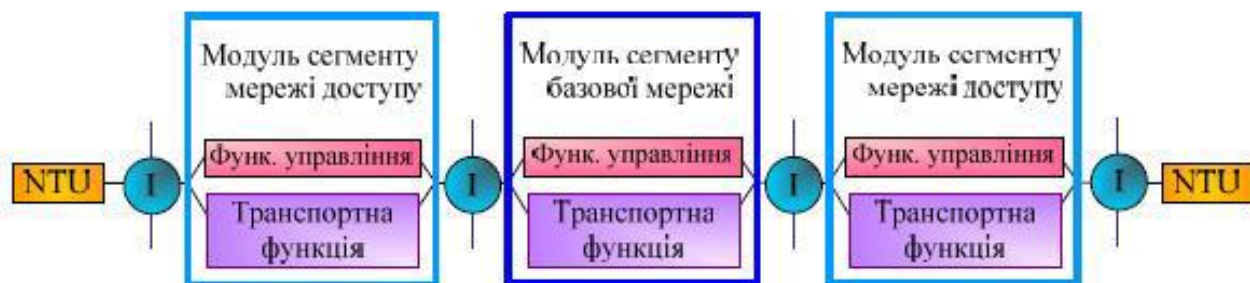 Модуль сегменту
мережі доступу
Модуль сегменту
базової мережі
Модуль сегменту
мережі доступу
NTU
I
Функ. управління
Транспортна
функція
I
Функ. управління
Транспортна
функція
I
Функ. управління
Транспортна
функція
I
NTU